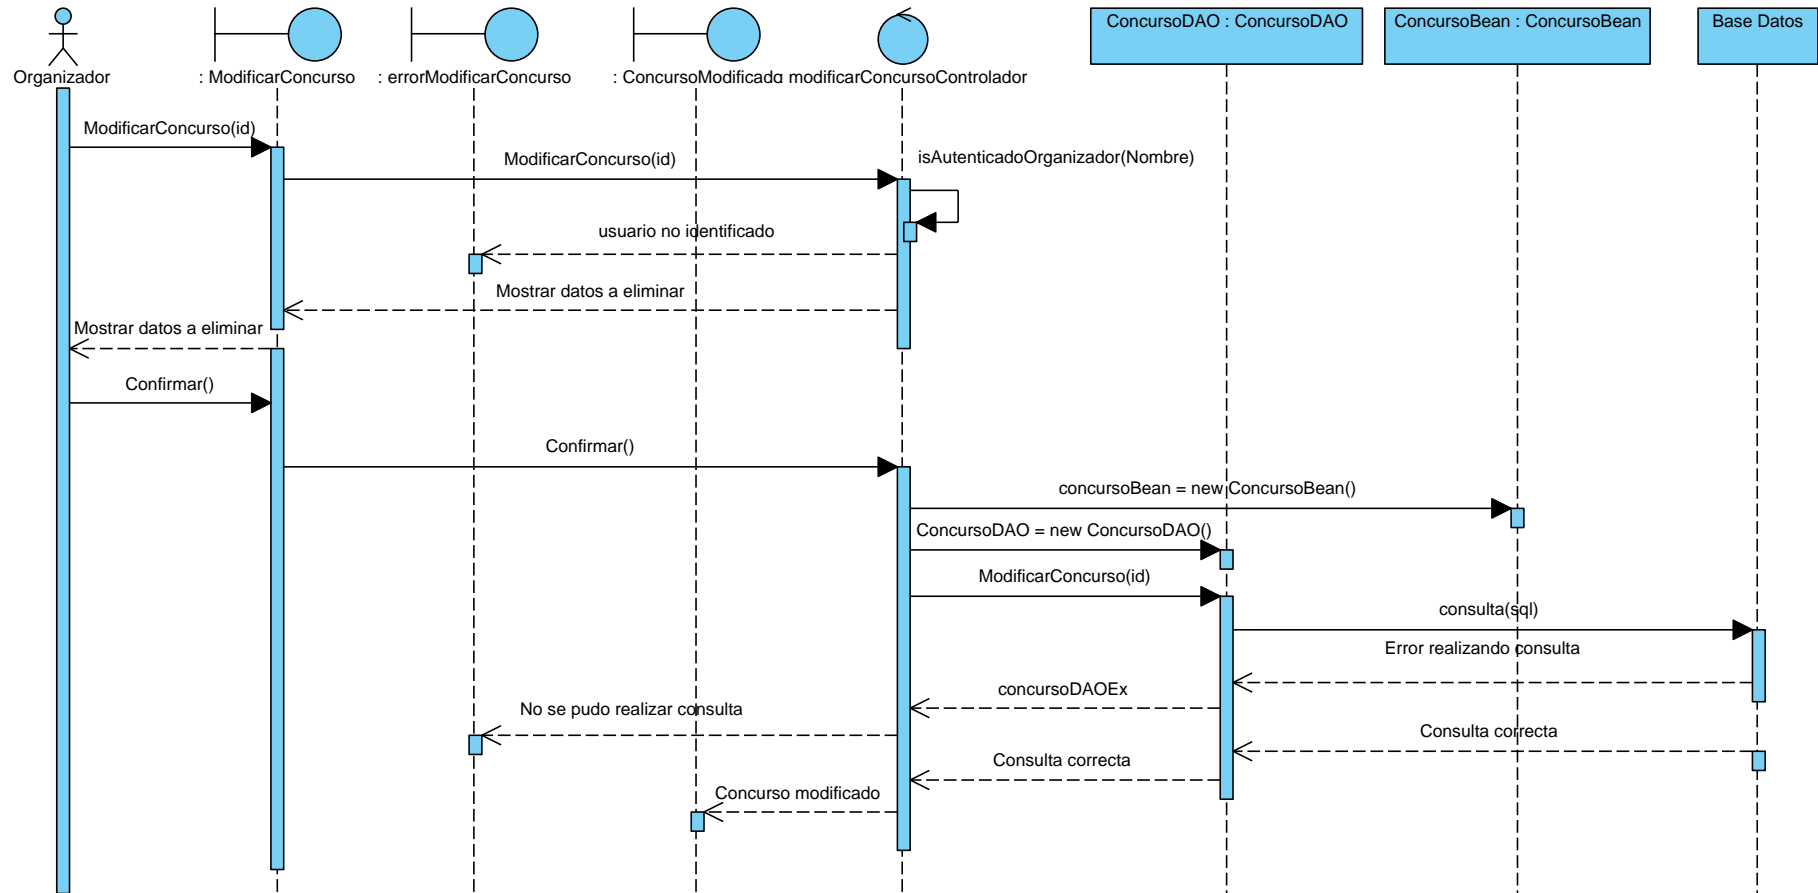 ConcursoDAO : ConcursoDAO
ConcursoBean : ConcursoBean
Base Datos
Organizador
: ModificarConcurso
: errorModificarConcurso
: ConcursoModificado
modificarConcursoControlador
ModificarConcurso(id)
ModificarConcurso(id)
isAutenticadoOrganizador(Nombre)
usuario no identificado
Mostrar datos a eliminar
Mostrar datos a eliminar
Confirmar()
Confirmar()
concursoBean = new ConcursoBean()
ConcursoDAO = new ConcursoDAO()
ModificarConcurso(id)
consulta(sql)
Error realizando consulta
concursoDAOEx
No se pudo realizar consulta
Consulta correcta
Consulta correcta
Concurso modificado